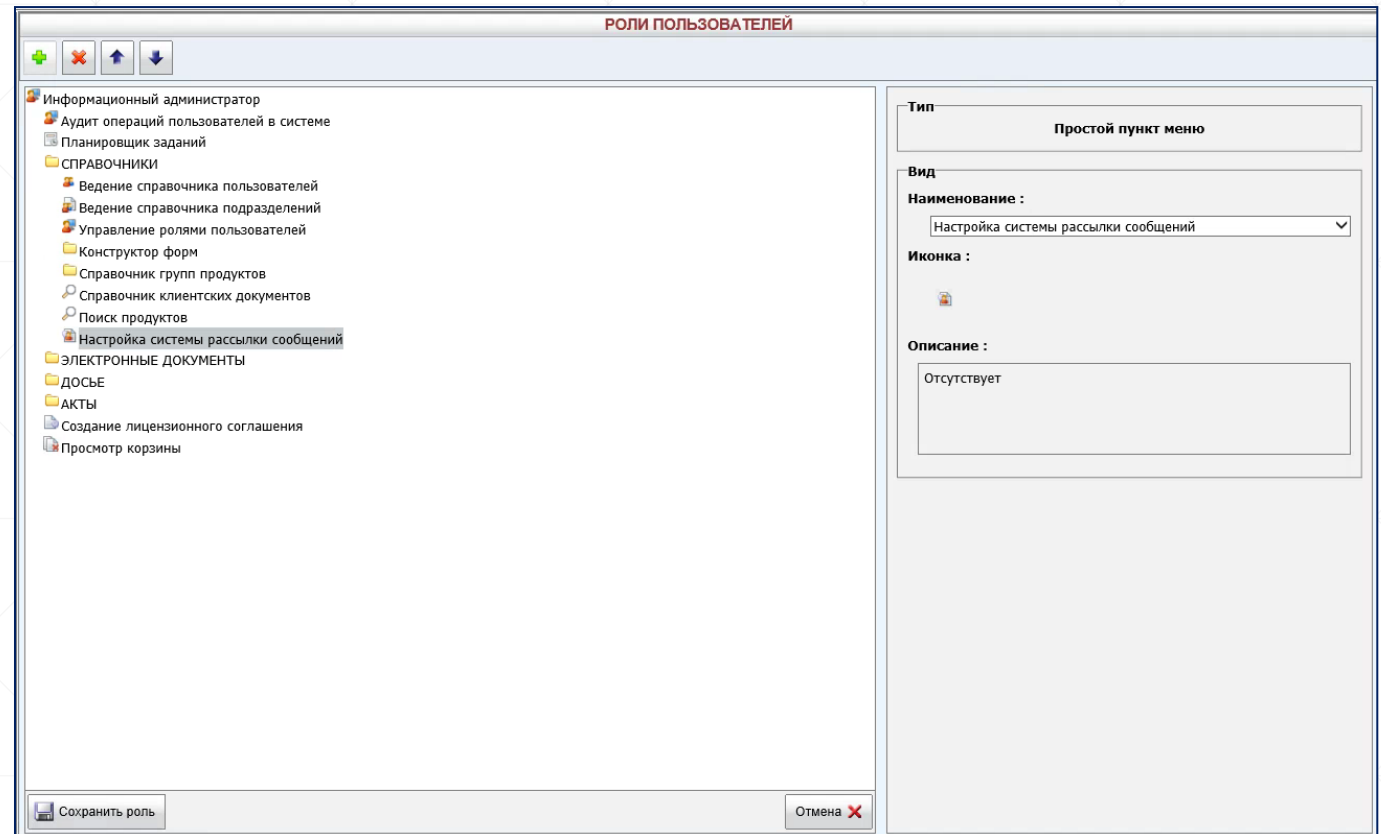 РОЛИ ПОЛЬЗОВАТЕЛЕЙ
Информационный администратор
Аудит операций пользователей в системе
Планировщик заданий
СПРАВОЧНИКИ
Ведение справочника пользователей
Ведение справочника подразделений
Управление ролями пользователей
Конструктор форм
Справочник групп продуктов
Справочник клиентских документов
Поиск продуктов
Настройка системы рассылки сообщений
ЭЛЕКТРОННЫЕ ДОКУМЕНТЫ
ДОСЬЕ
АКТЫ
Создание лицензионного соглашения
Просмотр корзины
Сохранить роль
Отмена
Тип
Простой пункт меню
Вид
Наименование :
Настройка системы рассылки сообщений
Иконка :
Описание :
Отсутствует